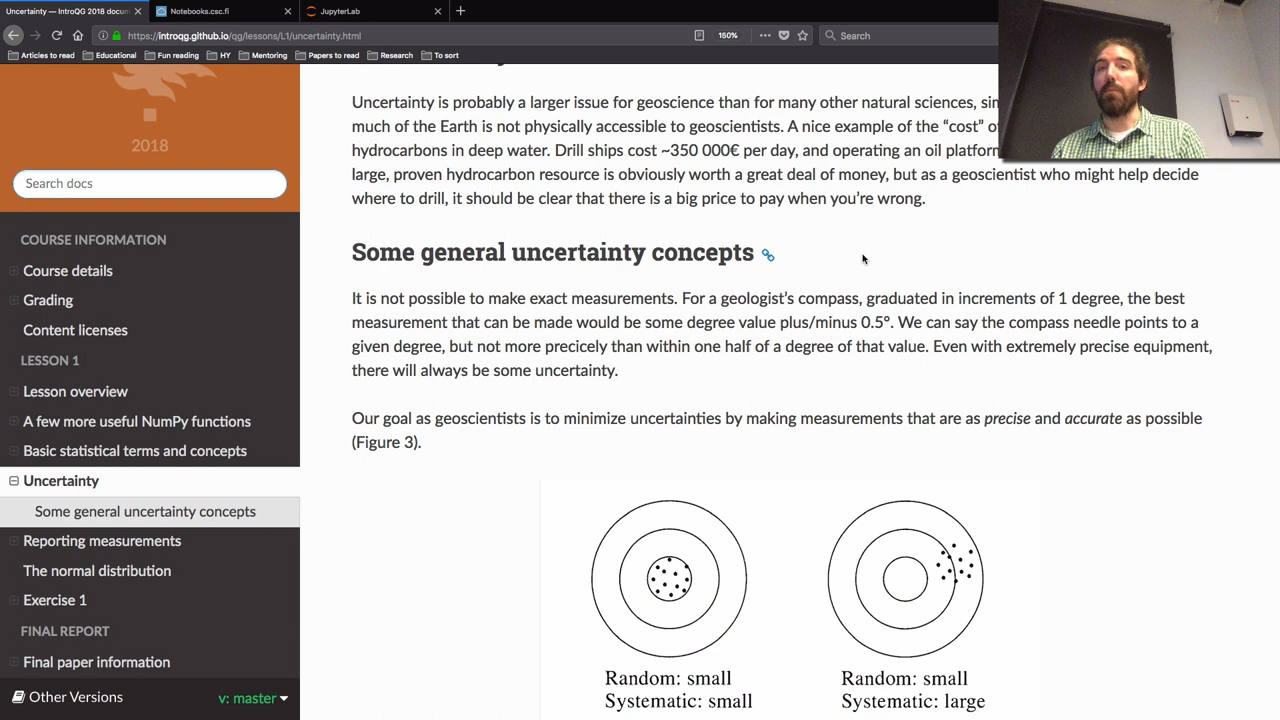 Uncertainty — IntroQG 2018 docum
Notebooks.csc.fi
JupyterLab
https://introqg.github.io/qg/lessons/L1/uncertainty.html
150%
Search
Articles to read
Educational
Fun reading
HY
Mentoring
Papers to read
Research
To sort
2018
Search docs
COURSE INFORMATION
Course details
Grading
Content licenses
LESSON 1
Lesson overview
A few more useful NumPy functions
Basic statistical terms and concepts
Uncertainty
Some general uncertainty concepts
Reporting measurements
The normal distribution
Exercise 1
FINAL REPORT
Final paper information
Other Versions
v: master
Uncertainty is probably a larger issue for geoscience than for many other natural sciences, sin
much of the Earth is not physically accessible to geoscientists. A nice example of the “cost” o
hydrocarbons in deep water. Drill ships cost ~350 000€ per day, and operating an oil platform
large, proven hydrocarbon resource is obviously worth a great deal of money, but as a geoscientist who might help decide
where to drill, it should be clear that there is a big price to pay when you’re wrong.
Some general uncertainty concepts
It is not possible to make exact measurements. For a geologist’s compass, graduated in increments of 1 degree, the best
measurement that can be made would be some degree value plus/minus 0.5°. We can say the compass needle points to a
given degree, but not more precicely than within one half of a degree of that value. Even with extremely precise equipment,
there will always be some uncertainty.
Our goal as geoscientists is to minimize uncertainties by making measurements that are as precise and accurate as possible
(Figure 3).
Random: small
Systematic: small
Random: small
Systematic: large